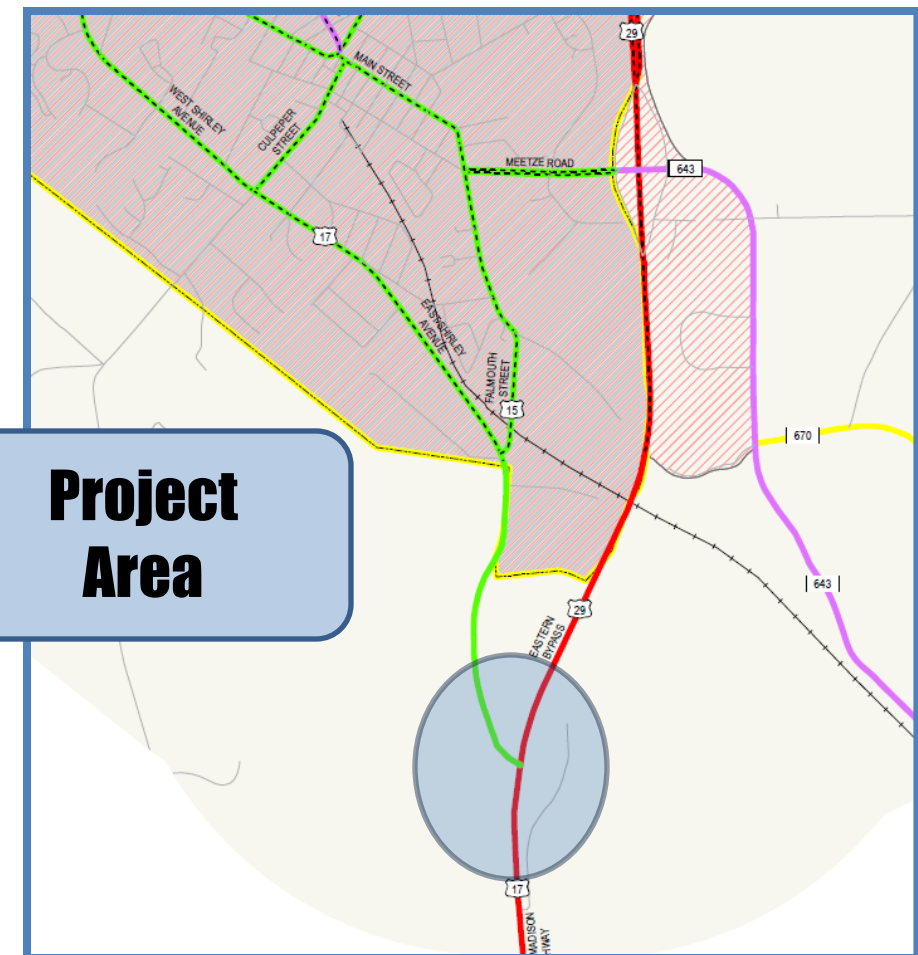 29
MAIN STREET
WEST SHIRLEY
AVENUE
CULPEPER
STREET
MEETZE ROAD
643
17
EAST SHIRLEY
AVENUE
FALMOUTH
STREET
15
670
Project
Area
643
29
EASTERN
BYPASS
17
MADISON
HWAY